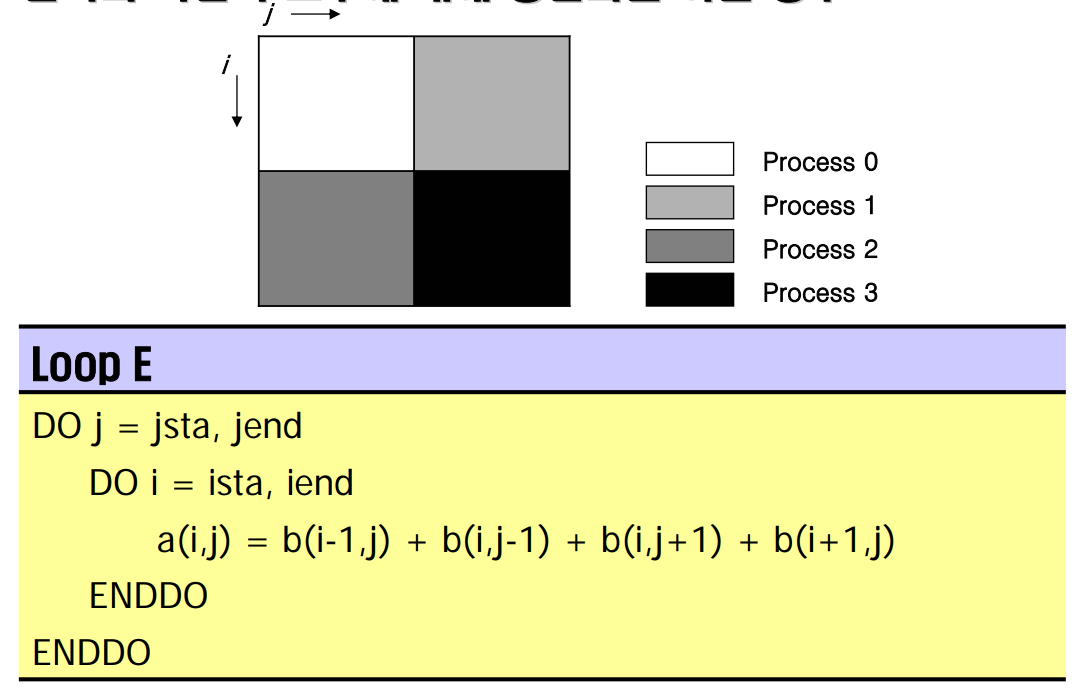 j
i
Process 0
Process 1
Process 2
Process 3
Loop E
DO j = jsta, jend
DO i = ista, iend
a(i,j) = b(i-1,j) + b(i,j-1) + b(i,j+1) + b(i+1,j)
ENDDO
ENDDO